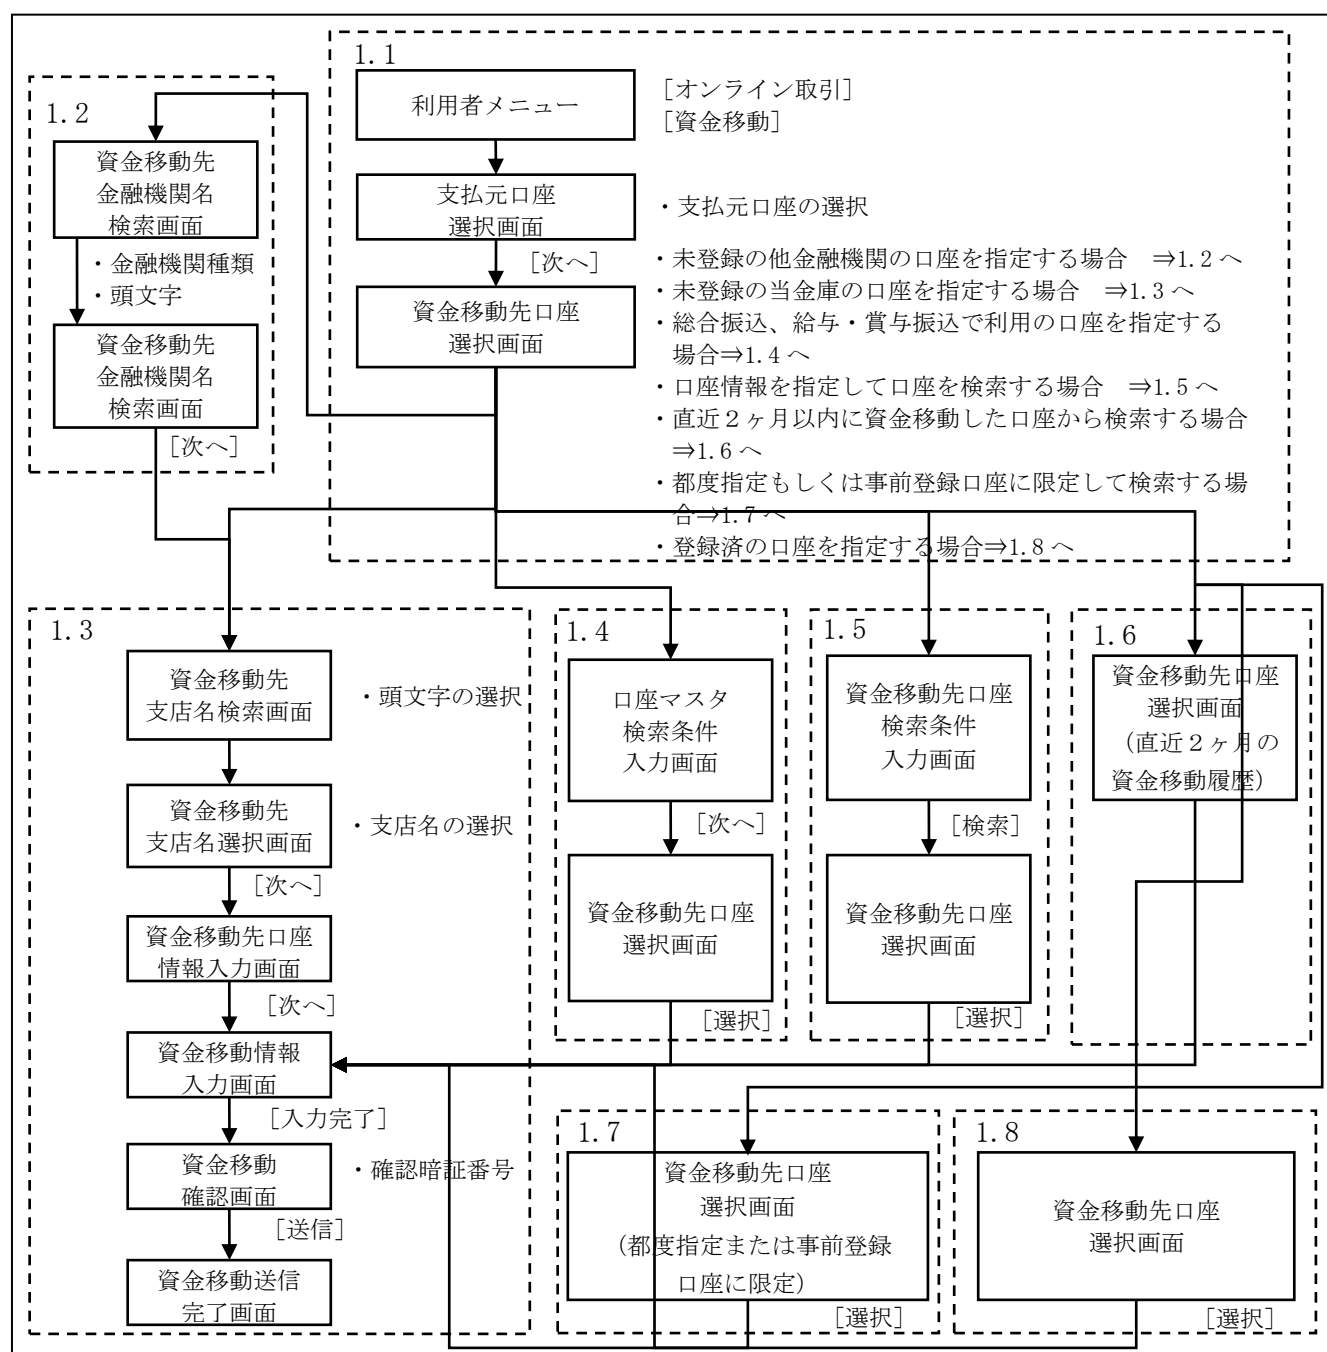 1.1
利用者メニュー
［オンライン取引］
［資金移動］
支払元口座
選択画面
・支払元口座の選択
［次へ］
資金移動先口座
選択画面
・未登録の他金融機関の口座を指定する場合　⇒1.2 へ
・未登録の当金庫の口座を指定する場合　⇒1.3 へ
・総合振込、給与・賞与振込で利用の口座を指定する
場合⇒1.4 へ
・口座情報を指定して口座を検索する場合　⇒1.5 へ
・直近２ヶ月以内に資金移動した口座から検索する場合
⇒1.6 へ
・都度指定もしくは事前登録口座に限定して検索する場
合⇒1.7 へ
・登録済の口座を指定する場合⇒1.8 へ
1.2
資金移動先
金融機関名
検索画面
・金融機関種類
・頭文字
資金移動先
金融機関名
検索画面
［次へ］
1.3
資金移動先
支店名検索画面
・頭文字の選択
資金移動先
支店名選択画面
・支店名の選択
［次へ］
資金移動先口座
情報入力画面
［次へ］
資金移動情報
入力画面
［入力完了］
資金移動
確認画面
・確認暗証番号
［送信］
資金移動送信
完了画面
1.4
口座マスタ
検索条件
入力画面
［次へ］
資金移動先口座
選択画面
［選択］
1.5
資金移動先口座
検索条件
入力画面
［検索］
資金移動先口座
選択画面
［選択］
1.6
資金移動先口座
選択画面
（直近２ヶ月の
資金移動履歴）
1.7
資金移動先口座
選択画面
（都度指定または事前登録
口座に限定）
［選択］
1.8
資金移動先口座
選択画面
［選択］